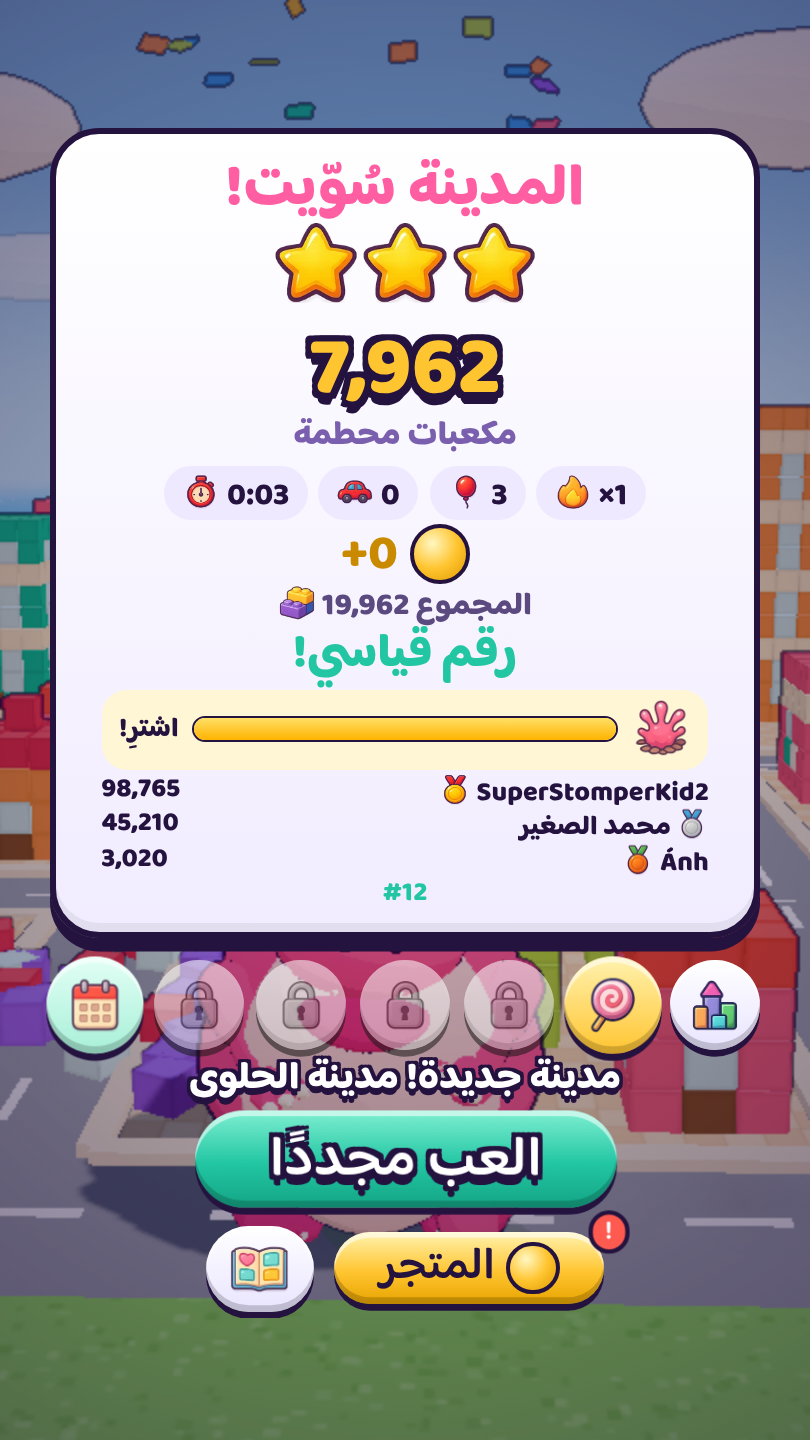 المدينة سُوّيت!
7,962
مكعبات محطمة
×1 3 0 0:03
+0
المجموع 19,962
رقم قياسي!
اشترِ!
SuperStomperKid2 98,765
محمد الصغير 45,210
Ánh 3,020
#12
مدينة جديدة! مدينة الحلوى
العب مجددًا
المتجر
!